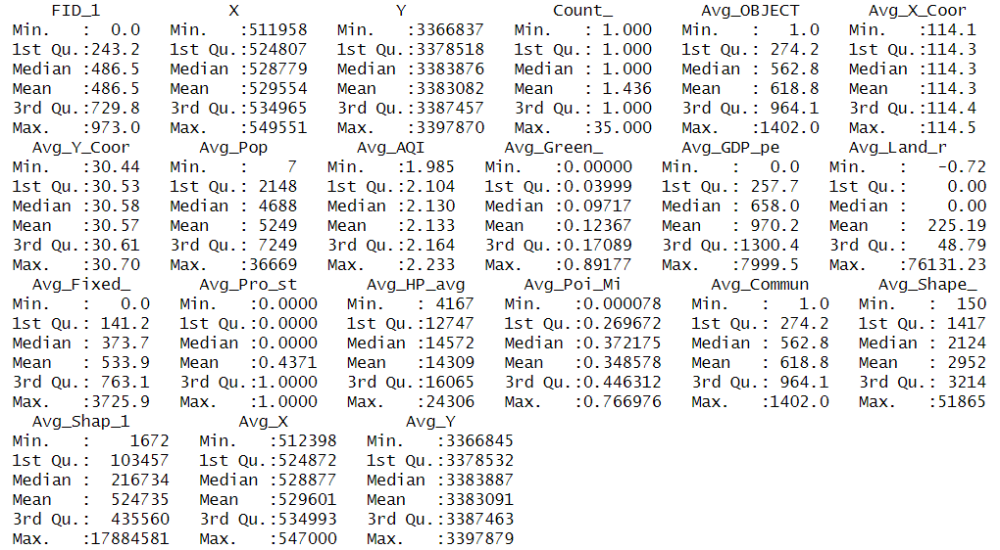 FID_1 X Y Count_ Avg_OBJECT Avg_X_Coor
Min. : 0.0 Min. :511958 Min. :3366837 Min. : 1.000 Min. : 1.0 Min. :114.1
1st Qu.:243.2 1st Qu.:524807 1st Qu.:3378518 1st Qu.: 1.000 1st Qu.: 274.2 1st Qu.:114.3
Median :486.5 Median :528779 Median :3383876 Median : 1.000 Median : 562.8 Median :114.3
Mean :486.5 Mean :529554 Mean :3383082 Mean : 1.436 Mean : 618.8 Mean :114.3
3rd Qu.:729.8 3rd Qu.:534965 3rd Qu.:3387457 3rd Qu.: 1.000 3rd Qu.: 964.1 3rd Qu.:114.4
Max. :973.0 Max. :549551 Max. :3397870 Max. :35.000 Max. :1402.0 Max. :114.5
Avg_Y_Coor Avg_Pop Avg_AQI Avg_Green_ Avg_GDP_pe Avg_Land_r
Min. :30.44 Min. : 7 Min. :1.985 Min. :0.00000 Min. : 0.0 Min. : -0.72
1st Qu.:30.53 1st Qu.: 2148 1st Qu.:2.104 1st Qu.:0.03999 1st Qu.: 257.7 1st Qu.: 0.00
Median :30.58 Median : 4688 Median :2.130 Median :0.09717 Median : 658.0 Median : 0.00
Mean :30.57 Mean : 5249 Mean :2.133 Mean :0.12367 Mean : 970.2 Mean : 225.19
3rd Qu.:30.61 3rd Qu.: 7249 3rd Qu.:2.164 3rd Qu.:0.17089 3rd Qu.:1300.4 3rd Qu.: 48.79
Max. :30.70 Max. :36669 Max. :2.233 Max. :0.89177 Max. :7999.5 Max. :76131.23
Avg_Fixed_ Avg_Pro_st Avg_HP_avg Avg_Poi_Mi Avg_Commun Avg_Shape_
Min. : 0.0 Min. :0.0000 Min. : 4167 Min. :0.000078 Min. : 1.0 Min. : 150
1st Qu.: 141.2 1st Qu.:0.0000 1st Qu.:12747 1st Qu.:0.269672 1st Qu.: 274.2 1st Qu.: 1417
Median : 373.7 Median :0.0000 Median :14572 Median :0.372175 Median : 562.8 Median : 2124
Mean : 533.9 Mean :0.4371 Mean :14309 Mean :0.348578 Mean : 618.8 Mean : 2952
3rd Qu.: 763.1 3rd Qu.:1.0000 3rd Qu.:16065 3rd Qu.:0.446312 3rd Qu.: 964.1 3rd Qu.: 3214
Max. :3725.9 Max. :1.0000 Max. :24306 Max. :0.766976 Max. :1402.0 Max. :51865
Avg_Shap_1 Avg_X Avg_Y
Min. : 1672 Min. :512398 Min. :3366845
1st Qu.: 103457 1st Qu.:524872 1st Qu.:3378532
Median : 216734 Median :528877 Median :3383887
Mean : 524735 Mean :529601 Mean :3383091
3rd Qu.: 435560 3rd Qu.:534993 3rd Qu.:3387463
Max. :17884581 Max. :547000 Max. :3397879